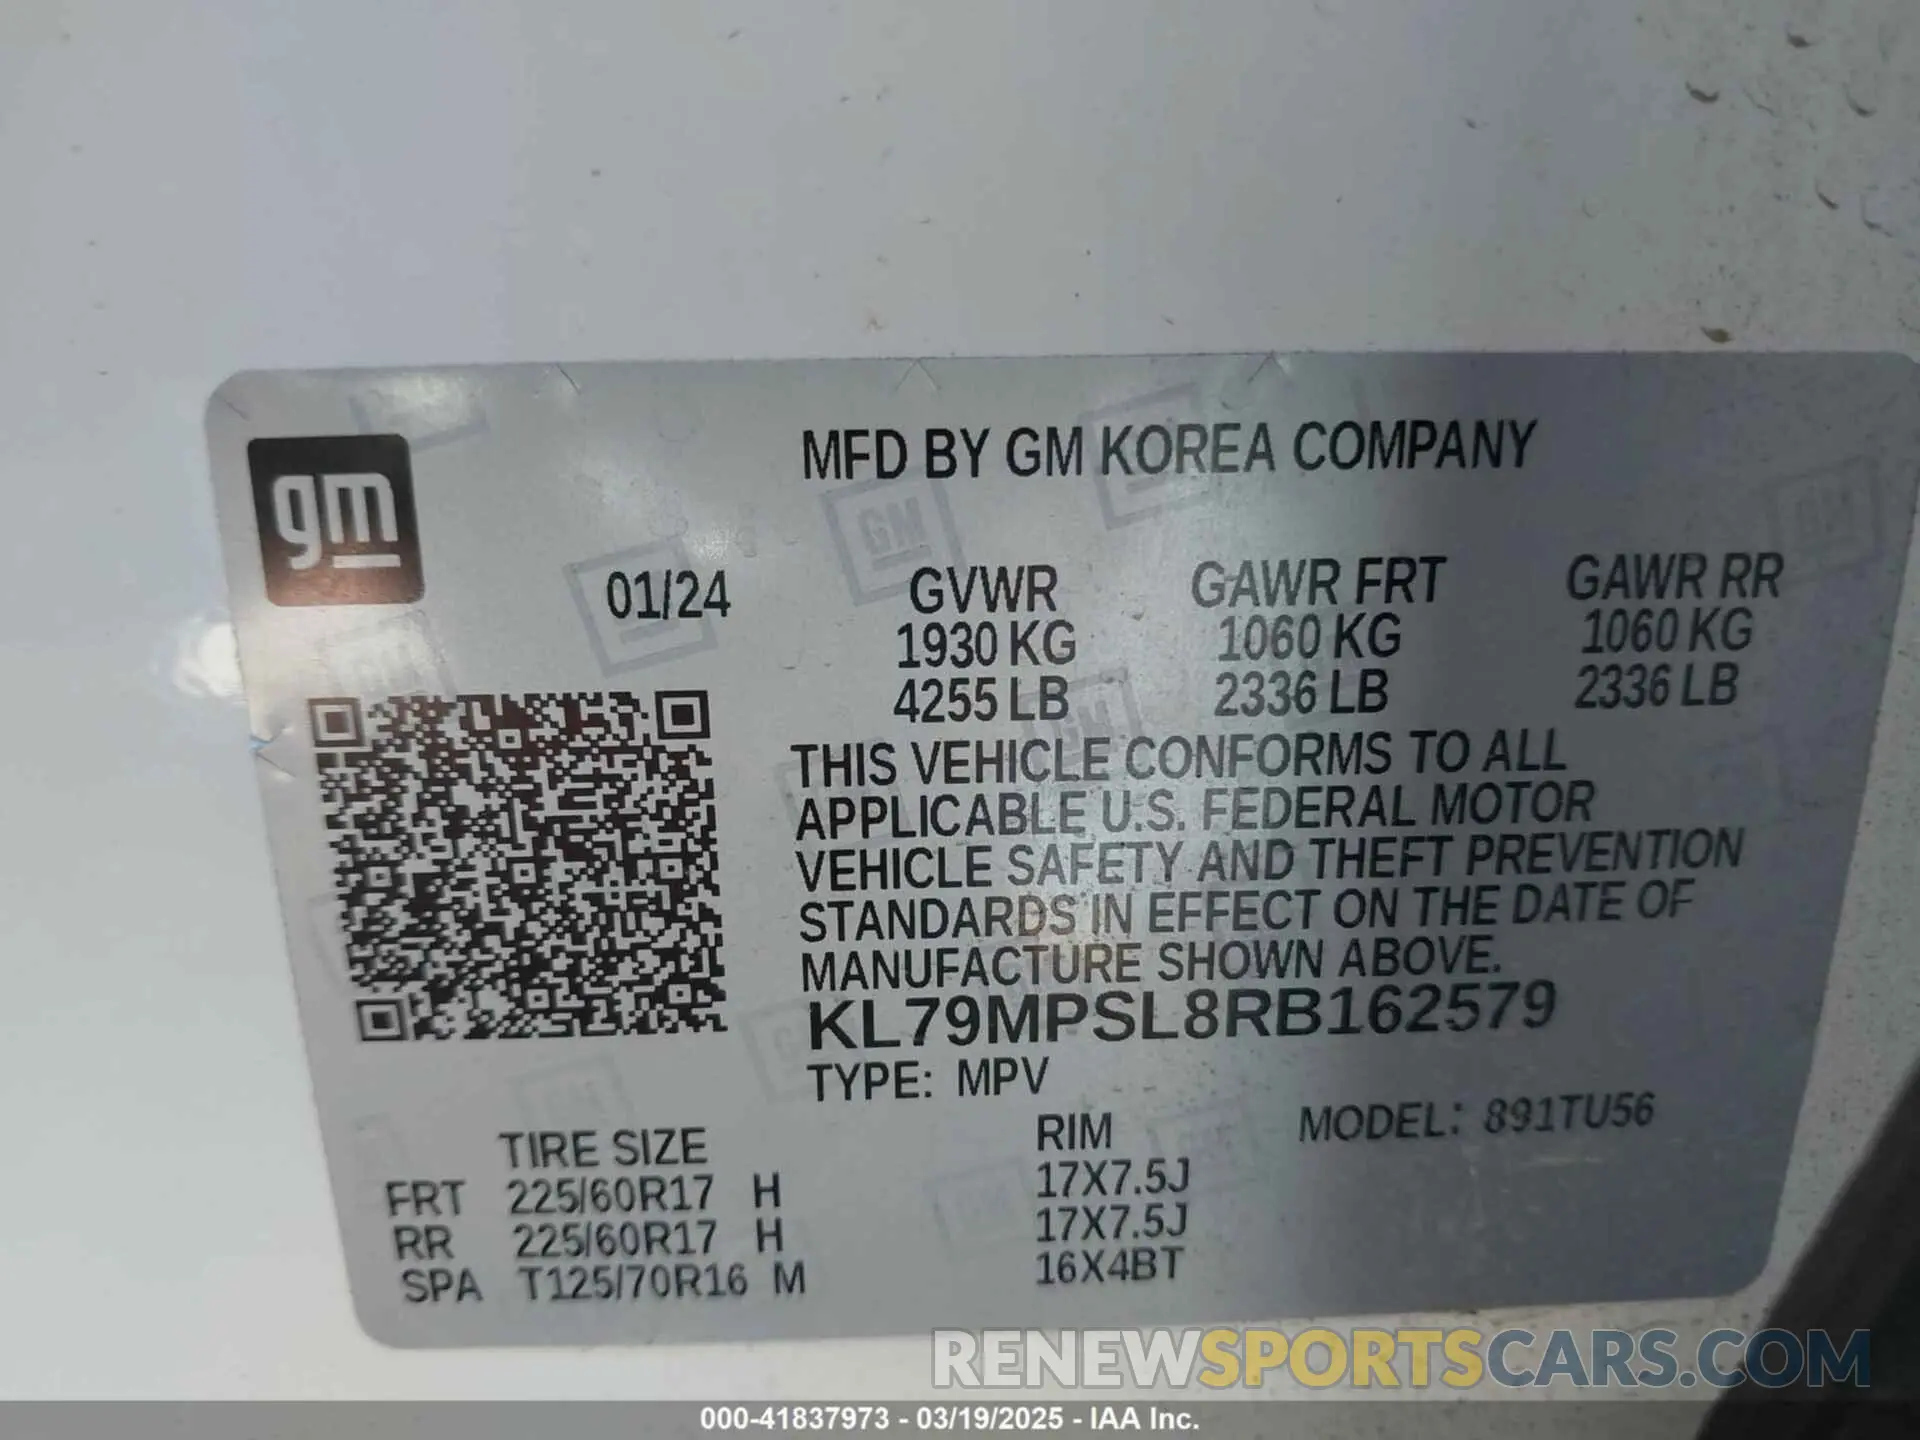 MFD BY GM KOREA COMPANY
gm
01/24 GVWR GAWR FRT GAWR RR
1930 KG 1060 KG 1060 KG
4255 LB 2336 LB 2336 LB
THIS VEHICLE CONFORMS TO ALL
APPLICABLE U.S. FEDERAL MOTOR
VEHICLE SAFETY AND THEFT PREVENTION
STANDARDS IN EFFECT ON THE DATE OF
MANUFACTURE SHOWN ABOVE.
KL79MPSL8RB162579
TYPE: MPV
TIRE SIZE RIM MODEL: 891TU56
FRT 225/60R17 H 17X7.5J
RR 225/60R17 H 17X7.5J
SPA T125/70R16 M 16X4BT
RENEWSPORTSCARS.COM
000-41837973 - 03/19/2025 - IAA Inc.